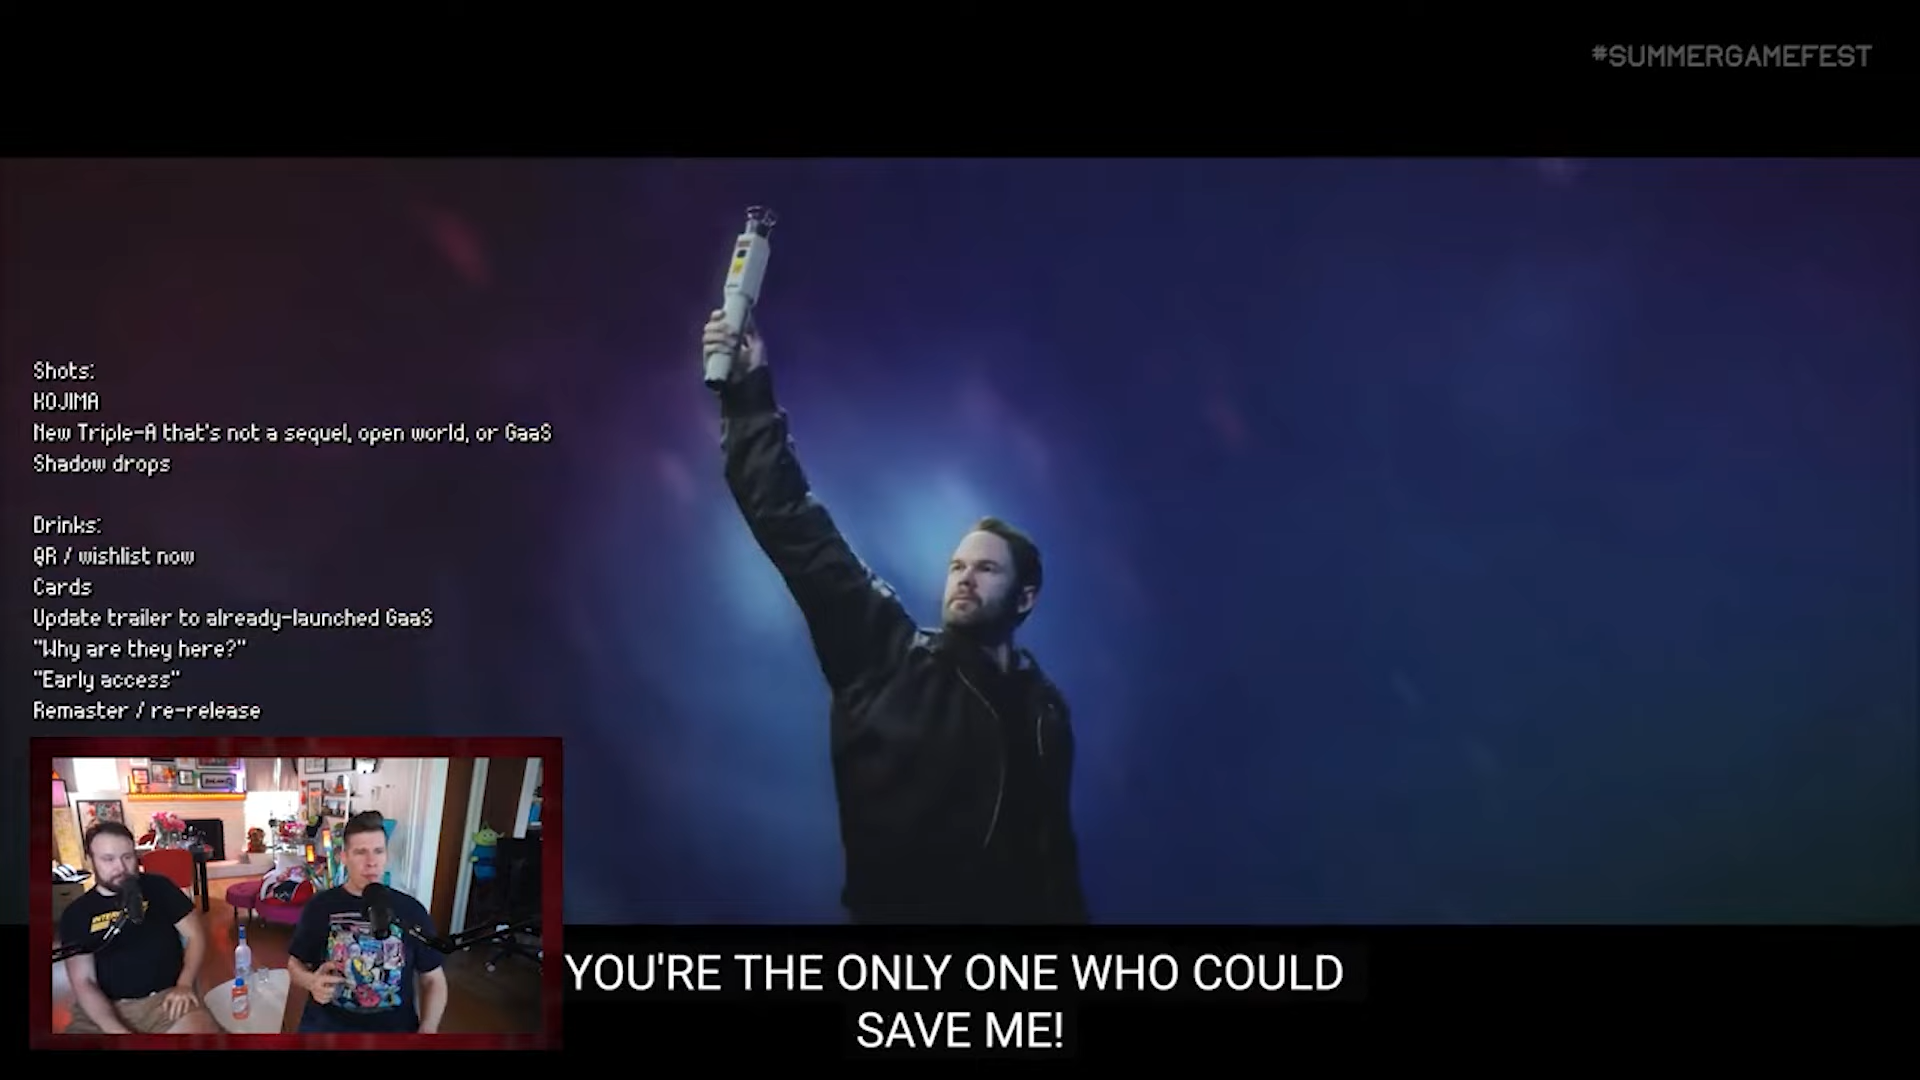 #SUMMERGAMEFEST
Shots:
KOJIMA
New Triple-A that's not a sequel, open world, or GaaS
Shadow drops
Drinks:
QR / wishlist now
Cards
Update trailer to already-launched GaaS
"Why are they here?"
"Early access"
Remaster / re-release
YOU'RE THE ONLY ONE WHO COULD
SAVE ME!